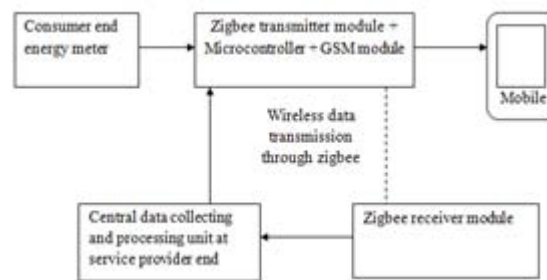 Consumer end
energy meter
Zigbee transmitter module +
Microcontroller + GSM module
Mobile
Wireless data
transmission
through zigbee
Central data collecting
and processing unit at
service provider end
Zigbee receiver module